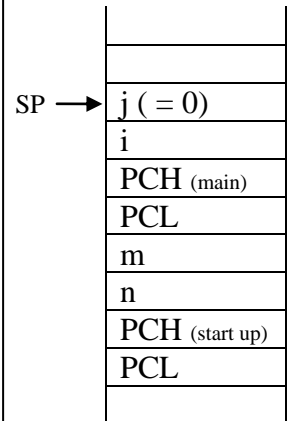 SP j ( = 0)
i
PCH (main)
PCL
m
n
PCH (start up)
PCL